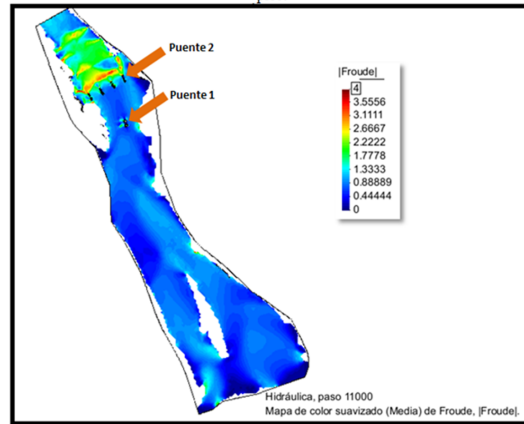 Puente 2
Puente 1
|Froude|
4
3.5556
3.1111
2.6667
2.2222
1.7778
1.3333
0.88889
0.44444
0
Hidráulica, paso 11000
Mapa de color suavizado (Media) de Froude, |Froude|.